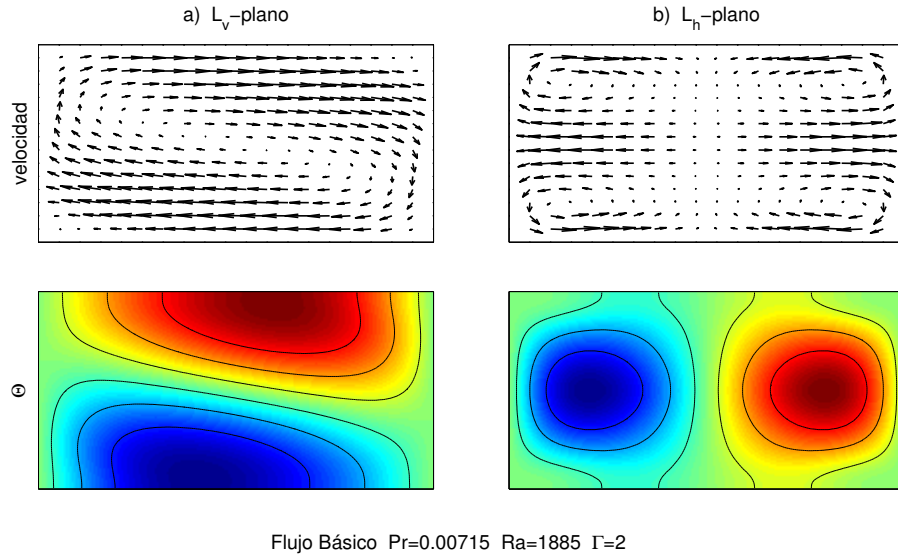 a) L_v−plano
b) L_h−plano
velocidad
Θ
Flujo Básico Pr=0.00715 Ra=1885 Γ=2